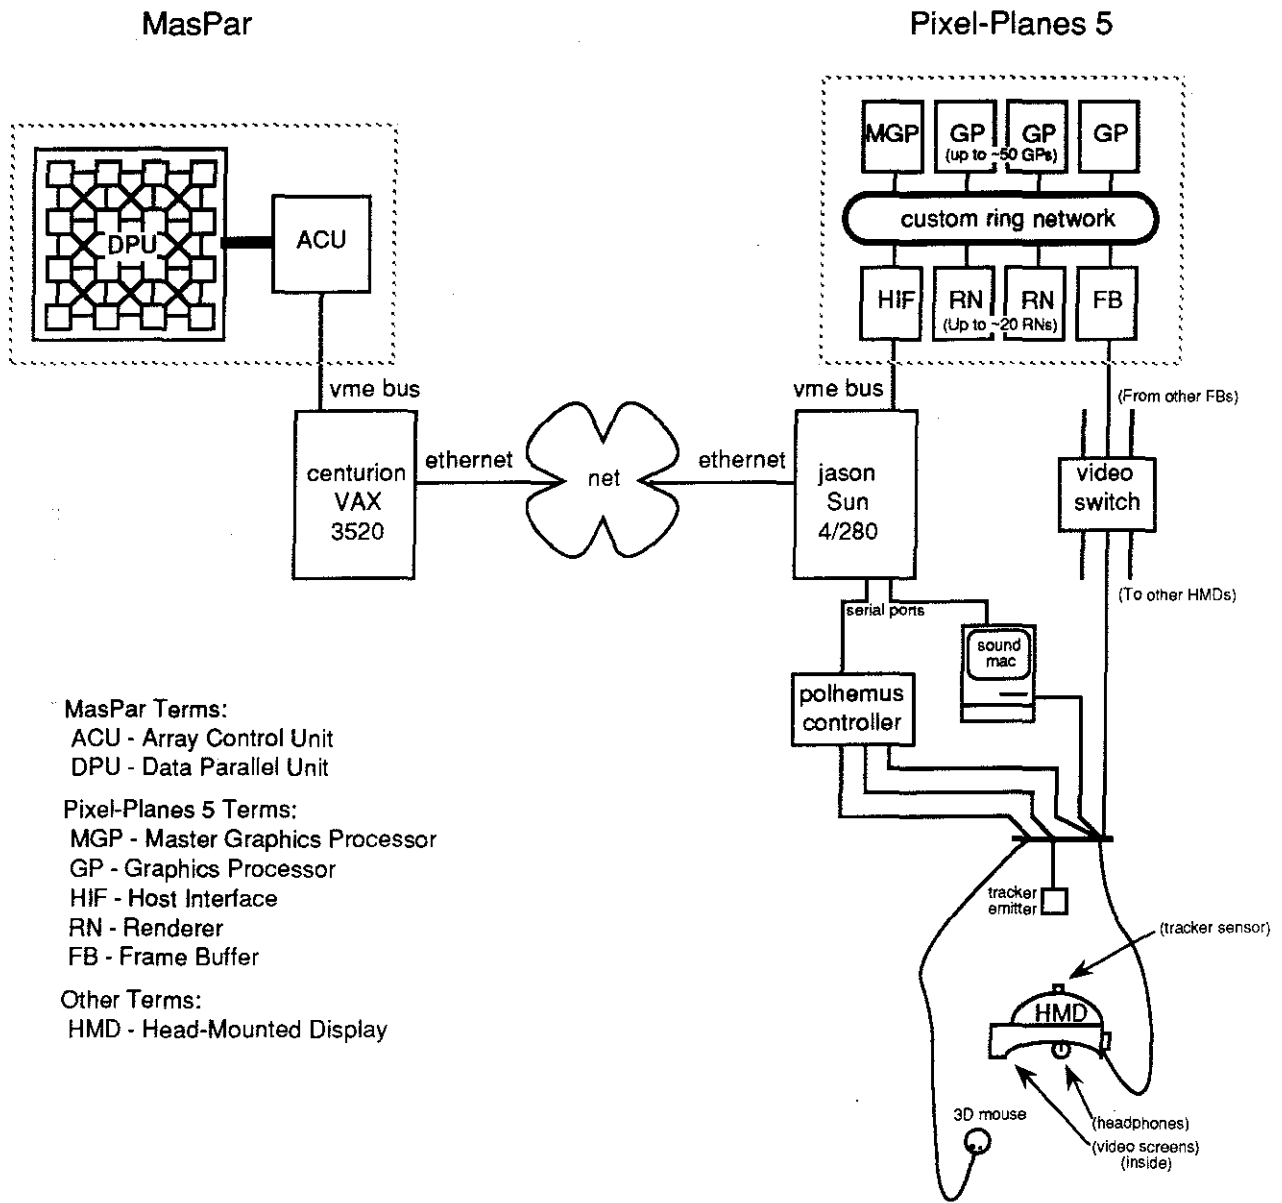 MasPar
Pixel-Planes 5
MGP
GP
GP
GP
(up to ~50 GPs)
custom ring network
DPU
ACU
HIF
RN
RN
FB
(Up to ~20 RNs)
vme bus
vme bus
(From other FBs)
centurion
VAX
3520
ethernet
net
ethernet
jason
Sun
4/280
video
switch
(To other HMDs)
serial ports
sound
mac
polhemus
controller
MasPar Terms:
ACU - Array Control Unit
DPU - Data Parallel Unit
Pixel-Planes 5 Terms:
MGP - Master Graphics Processor
GP - Graphics Processor
HIF - Host Interface
RN - Renderer
FB - Frame Buffer
Other Terms:
HMD - Head-Mounted Display
tracker
emitter
(tracker sensor)
HMD
3D mouse
(headphones)
(video screens)
(inside)